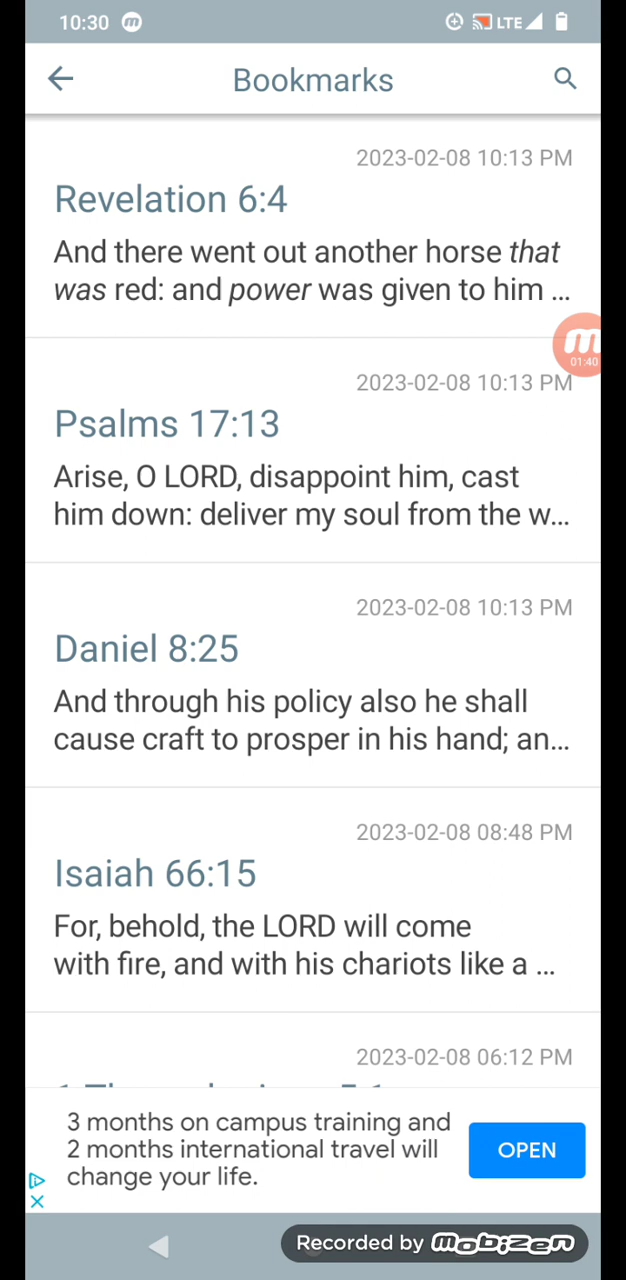 10:30 m LTE
Bookmarks
2023-02-08 10:13 PM
Revelation 6:4
And there went out another horse that
was red: and power was given to him ...
m
01:40
2023-02-08 10:13 PM
Psalms 17:13
Arise, O LORD, disappoint him, cast
him down: deliver my soul from the w...
2023-02-08 10:13 PM
Daniel 8:25
And through his policy also he shall
cause craft to prosper in his hand; an...
2023-02-08 08:48 PM
Isaiah 66:15
For, behold, the LORD will come
with fire, and with his chariots like a ...
2023-02-08 06:12 PM
3 months on campus training and
2 months international travel will
change your life.
OPEN
Recorded by mobizen